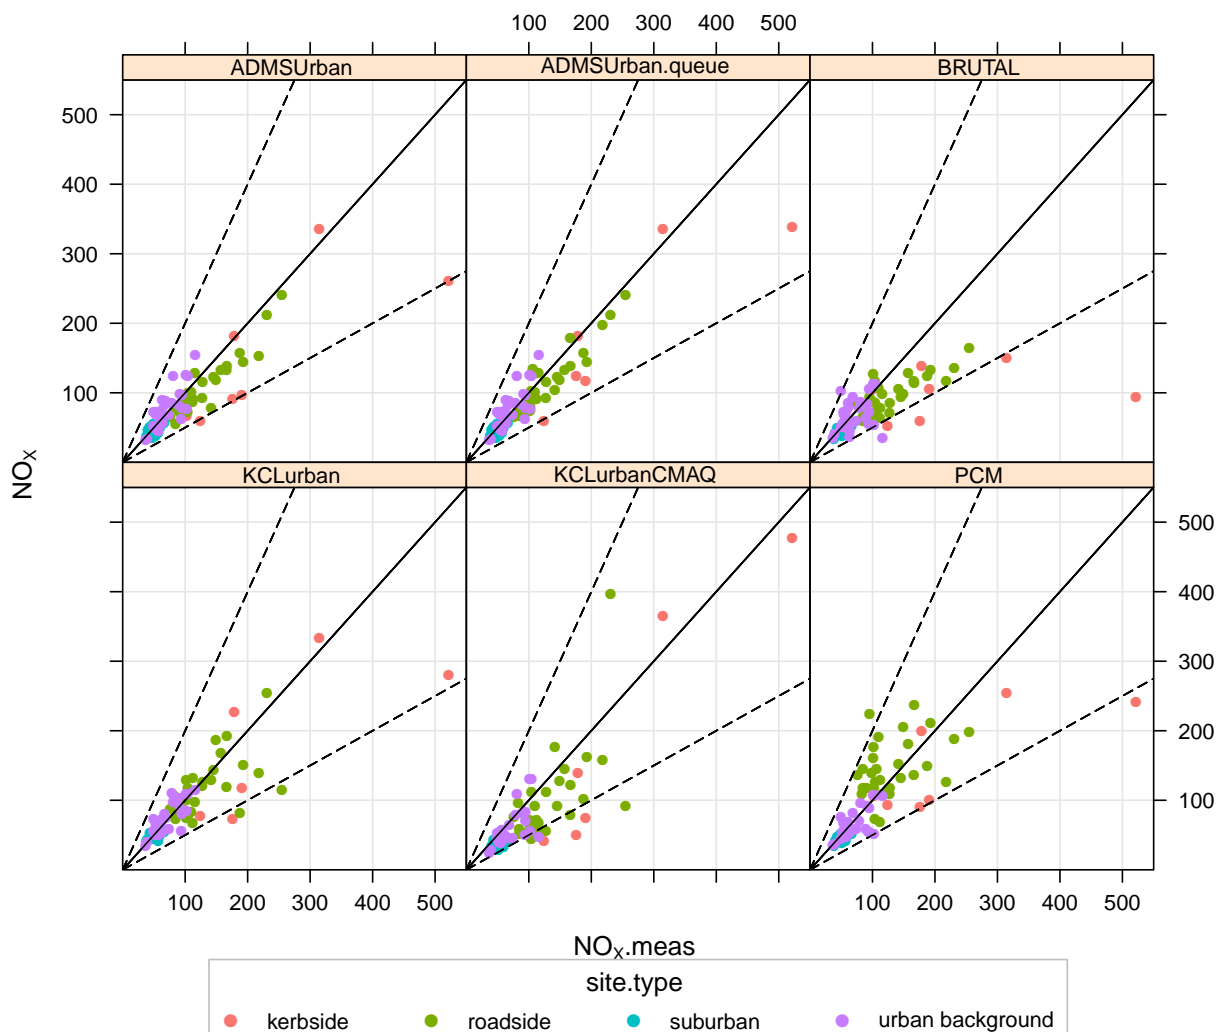 100 200 300 400 500
ADMSUrban ADMSUrban.queue BRUTAL
500
400
300
200
100
NOX
KCLurban KCLurbanCMAQ PCM
500
400
300
200
100
100 200 300 400 500 100 200 300 400 500
NOX.meas
site.type
kerbside roadside suburban urban background